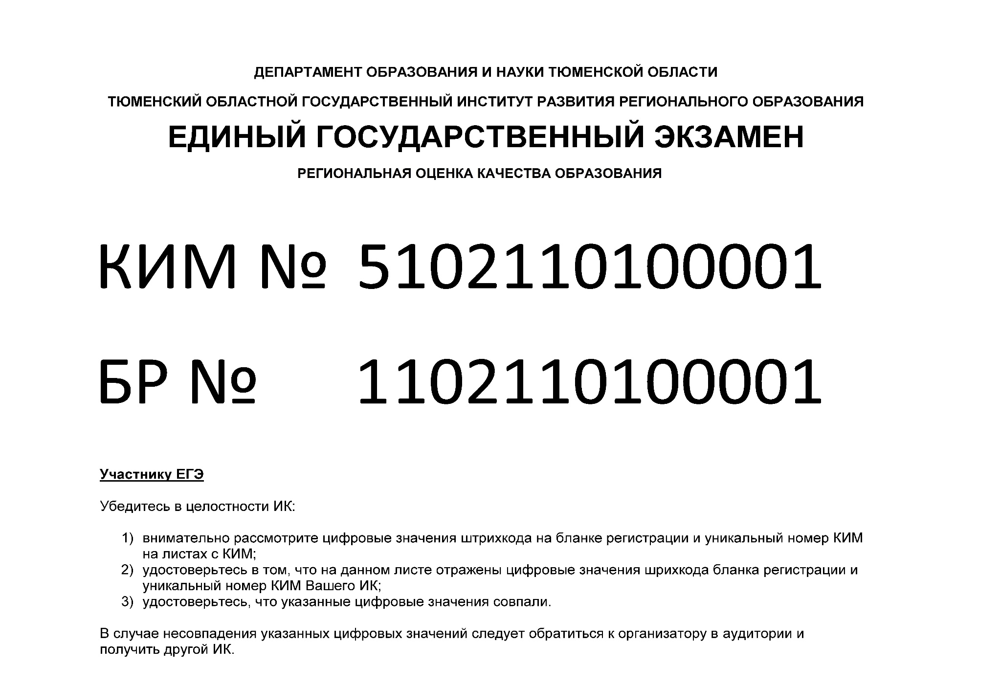 ДЕПАРТАМЕНТ ОБРАЗОВАНИЯ И НАУКИ ТЮМЕНСКОЙ ОБЛАСТИ
ТЮМЕНСКИЙ ОБЛАСТНОЙ ГОСУДАРСТВЕННЫЙ ИНСТИТУТ РАЗВИТИЯ РЕГИОНАЛЬНОГО ОБРАЗОВАНИЯ
ЕДИНЫЙ ГОСУДАРСТВЕННЫЙ ЭКЗАМЕН
РЕГИОНАЛЬНАЯ ОЦЕНКА КАЧЕСТВА ОБРАЗОВАНИЯ
КИМ № 5102110100001
БР № 1102110100001
Участнику ЕГЭ
Убедитесь в целостности ИК:
1) внимательно рассмотрите цифровые значения штрихкода на бланке регистрации и уникальный номер КИМ
на листах с КИМ;
2) удостоверьтесь в том, что на данном листе отражены цифровые значения шрихкода бланка регистрации и
уникальный номер КИМ Вашего ИК;
3) удостоверьтесь, что указанные цифровые значения совпали.
В случае несовпадения указанных цифровых значений следует обратиться к организатору в аудитории и
получить другой ИК.